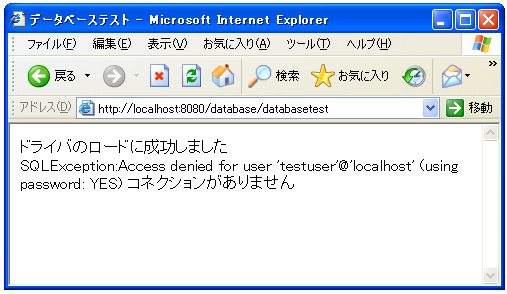 データベーステスト - Microsoft Internet Explorer
ファイル(F) 編集(E) 表示(V) お気に入り(A) ツール(T) ヘルプ(H)
戻る 検索 お気に入り
アドレス(D) http://localhost:8080/database/databasetest 移動
ドライバのロードに成功しました
SQLException:Access denied for user 'testuser'@'localhost' (using
password: YES) コネクションがありません